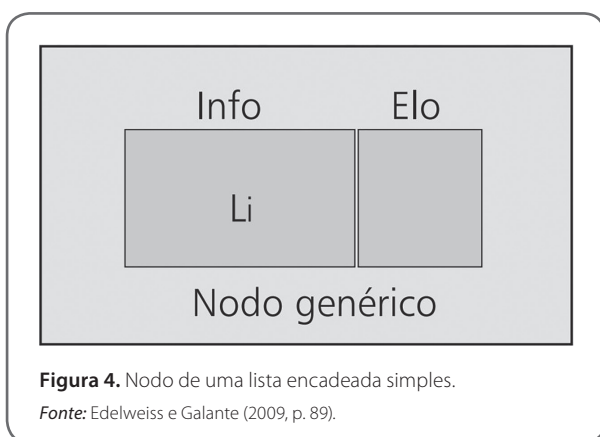 Info Elo
Li
Nodo genérico
Figura 4. Nodo de uma lista encadeada simples.
Fonte: Edelweiss e Galante (2009, p. 89).